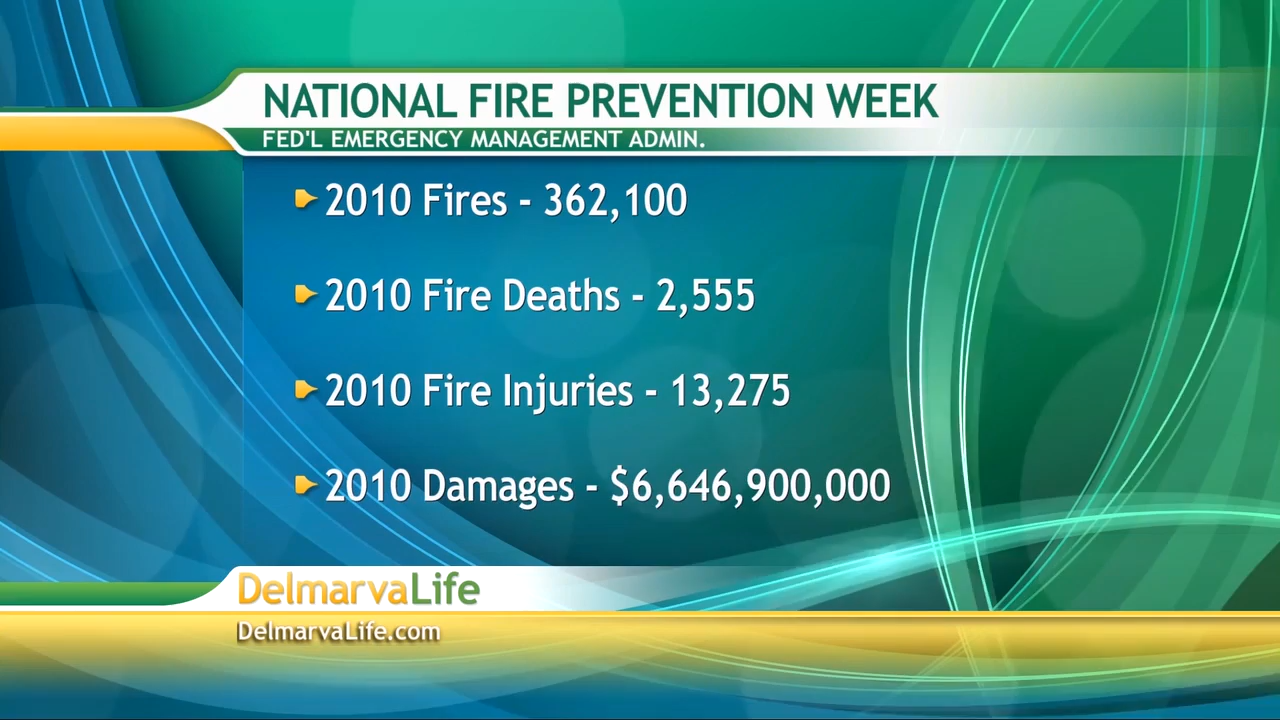 NATIONAL FIRE PREVENTION WEEK
FED'L EMERGENCY MANAGEMENT ADMIN.
2010 Fires - 362,100
2010 Fire Deaths - 2,555
2010 Fire Injuries - 13,275
2010 Damages - $6,646,900,000
DelmarvaLife
DelmarvaLife.com